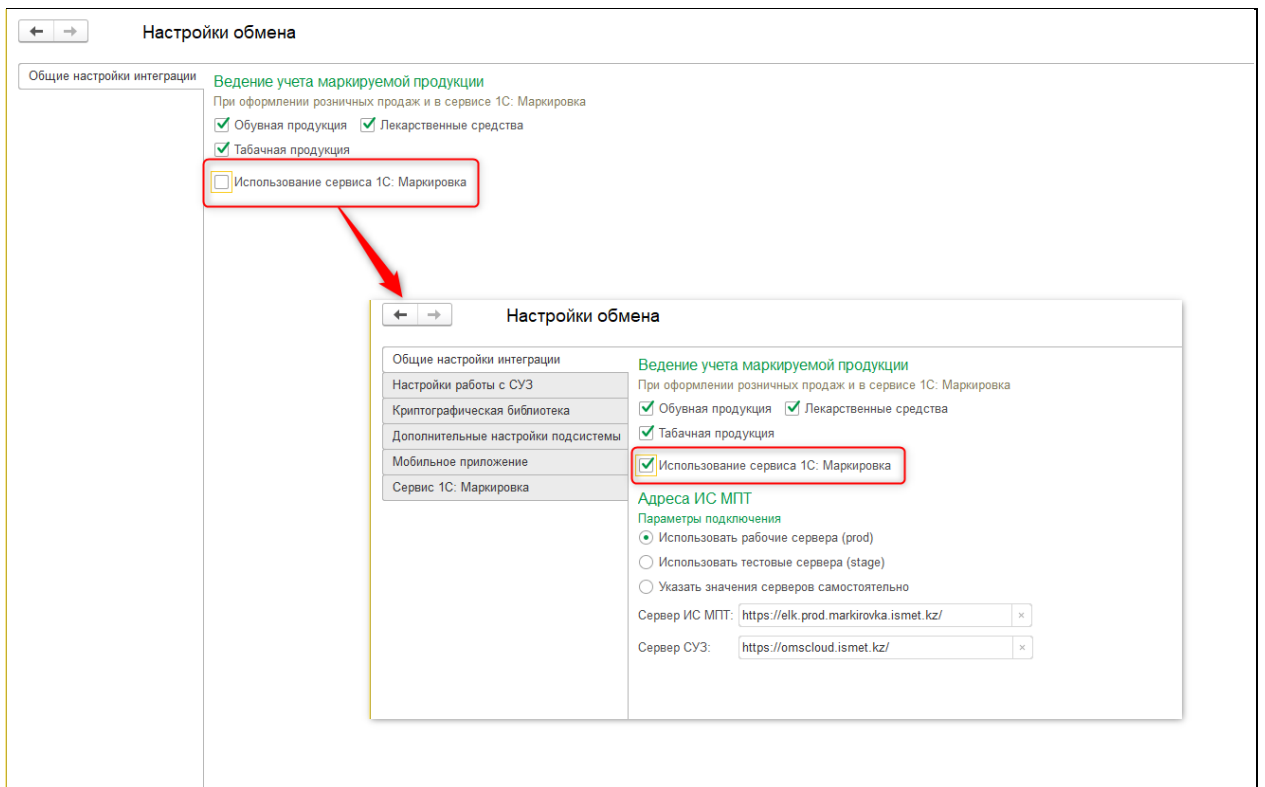 Настройки обмена
Общие настройки интеграции
Ведение учета маркируемой продукции
При оформлении розничных продаж и в сервисе 1С: Маркировка
Обувная продукция Лекарственные средства
Табачная продукция
Использование сервиса 1С: Маркировка
Настройки обмена
Общие настройки интеграции
Настройки работы с СУЗ
Криптографическая библиотека
Дополнительные настройки подсистемы
Мобильное приложение
Сервис 1С: Маркировка
Ведение учета маркируемой продукции
При оформлении розничных продаж и в сервисе 1С: Маркировка
Обувная продукция Лекарственные средства
Табачная продукция
Использование сервиса 1С: Маркировка
Адреса ИС МПТ
Параметры подключения
Использовать рабочие сервера (prod)
Использовать тестовые сервера (stage)
Указать значения серверов самостоятельно
Сервер ИС МПТ: https://elk.prod.markirovka.ismet.kz/
Сервер СУЗ: https://omscloud.ismet.kz/